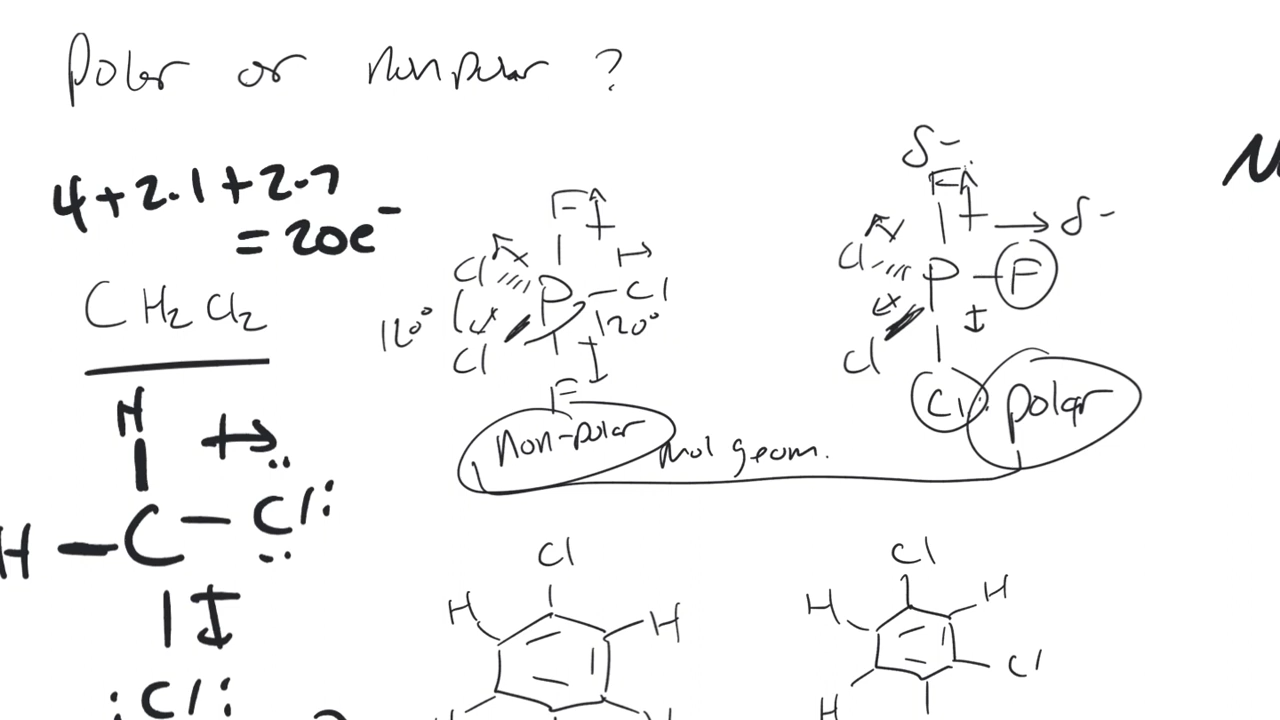 Polar or nonpolar ?
4+2·1+2·7
= 20e⁻
CH₂Cl₂
H
H – C – Cl
Cl
F
Cl
P – Cl
120°
120°
Cl
F
Non-polar
mol geom.
δ-
F
δ-
Cl
P – F
Cl
Cl
polar
Cl
H
H
Cl
H
H
Cl
H